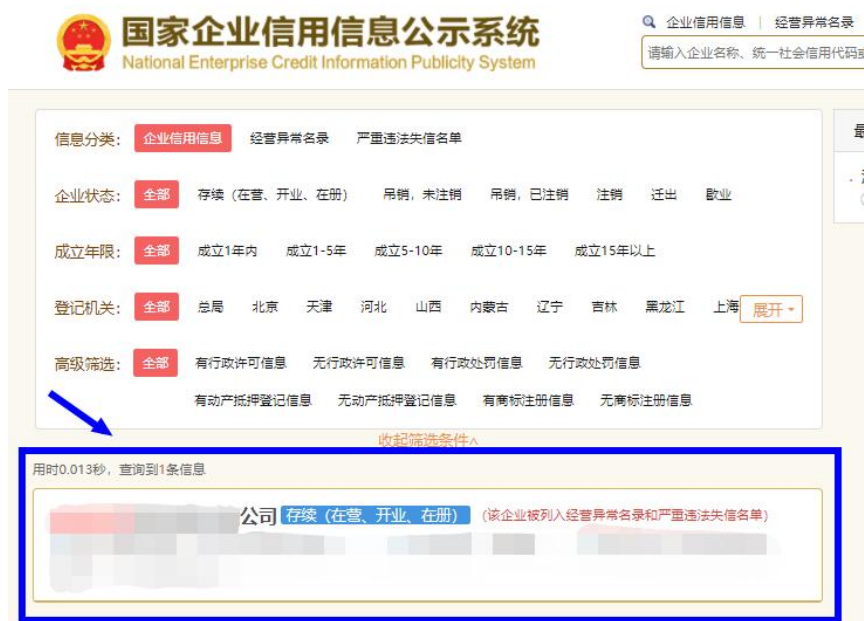 国家企业信用信息公示系统
National Enterprise Credit Information Publicity System
企业信用信息 | 经营异常名录
请输入企业名称、统一社会信用代码或
信息分类： 企业信用信息 经营异常名录 严重违法失信名单
企业状态： 全部 存续（在营、开业、在册） 吊销，未注销 吊销，已注销 注销 迁出 歇业
成立年限： 全部 成立1年内 成立1-5年 成立5-10年 成立10-15年 成立15年以上
登记机关： 全部 总局 北京 天津 河北 山西 内蒙古 辽宁 吉林 黑龙江 上海 展开
高级筛选： 全部 有行政许可信息 无行政许可信息 有行政处罚信息 无行政处罚信息
有动产抵押登记信息 无动产抵押登记信息 有商标注册信息 无商标注册信息
收起筛选条件
用时0.013秒，查询到1条信息
公司 存续（在营、开业、在册） （该企业被列入经营异常名录和严重违法失信名单）